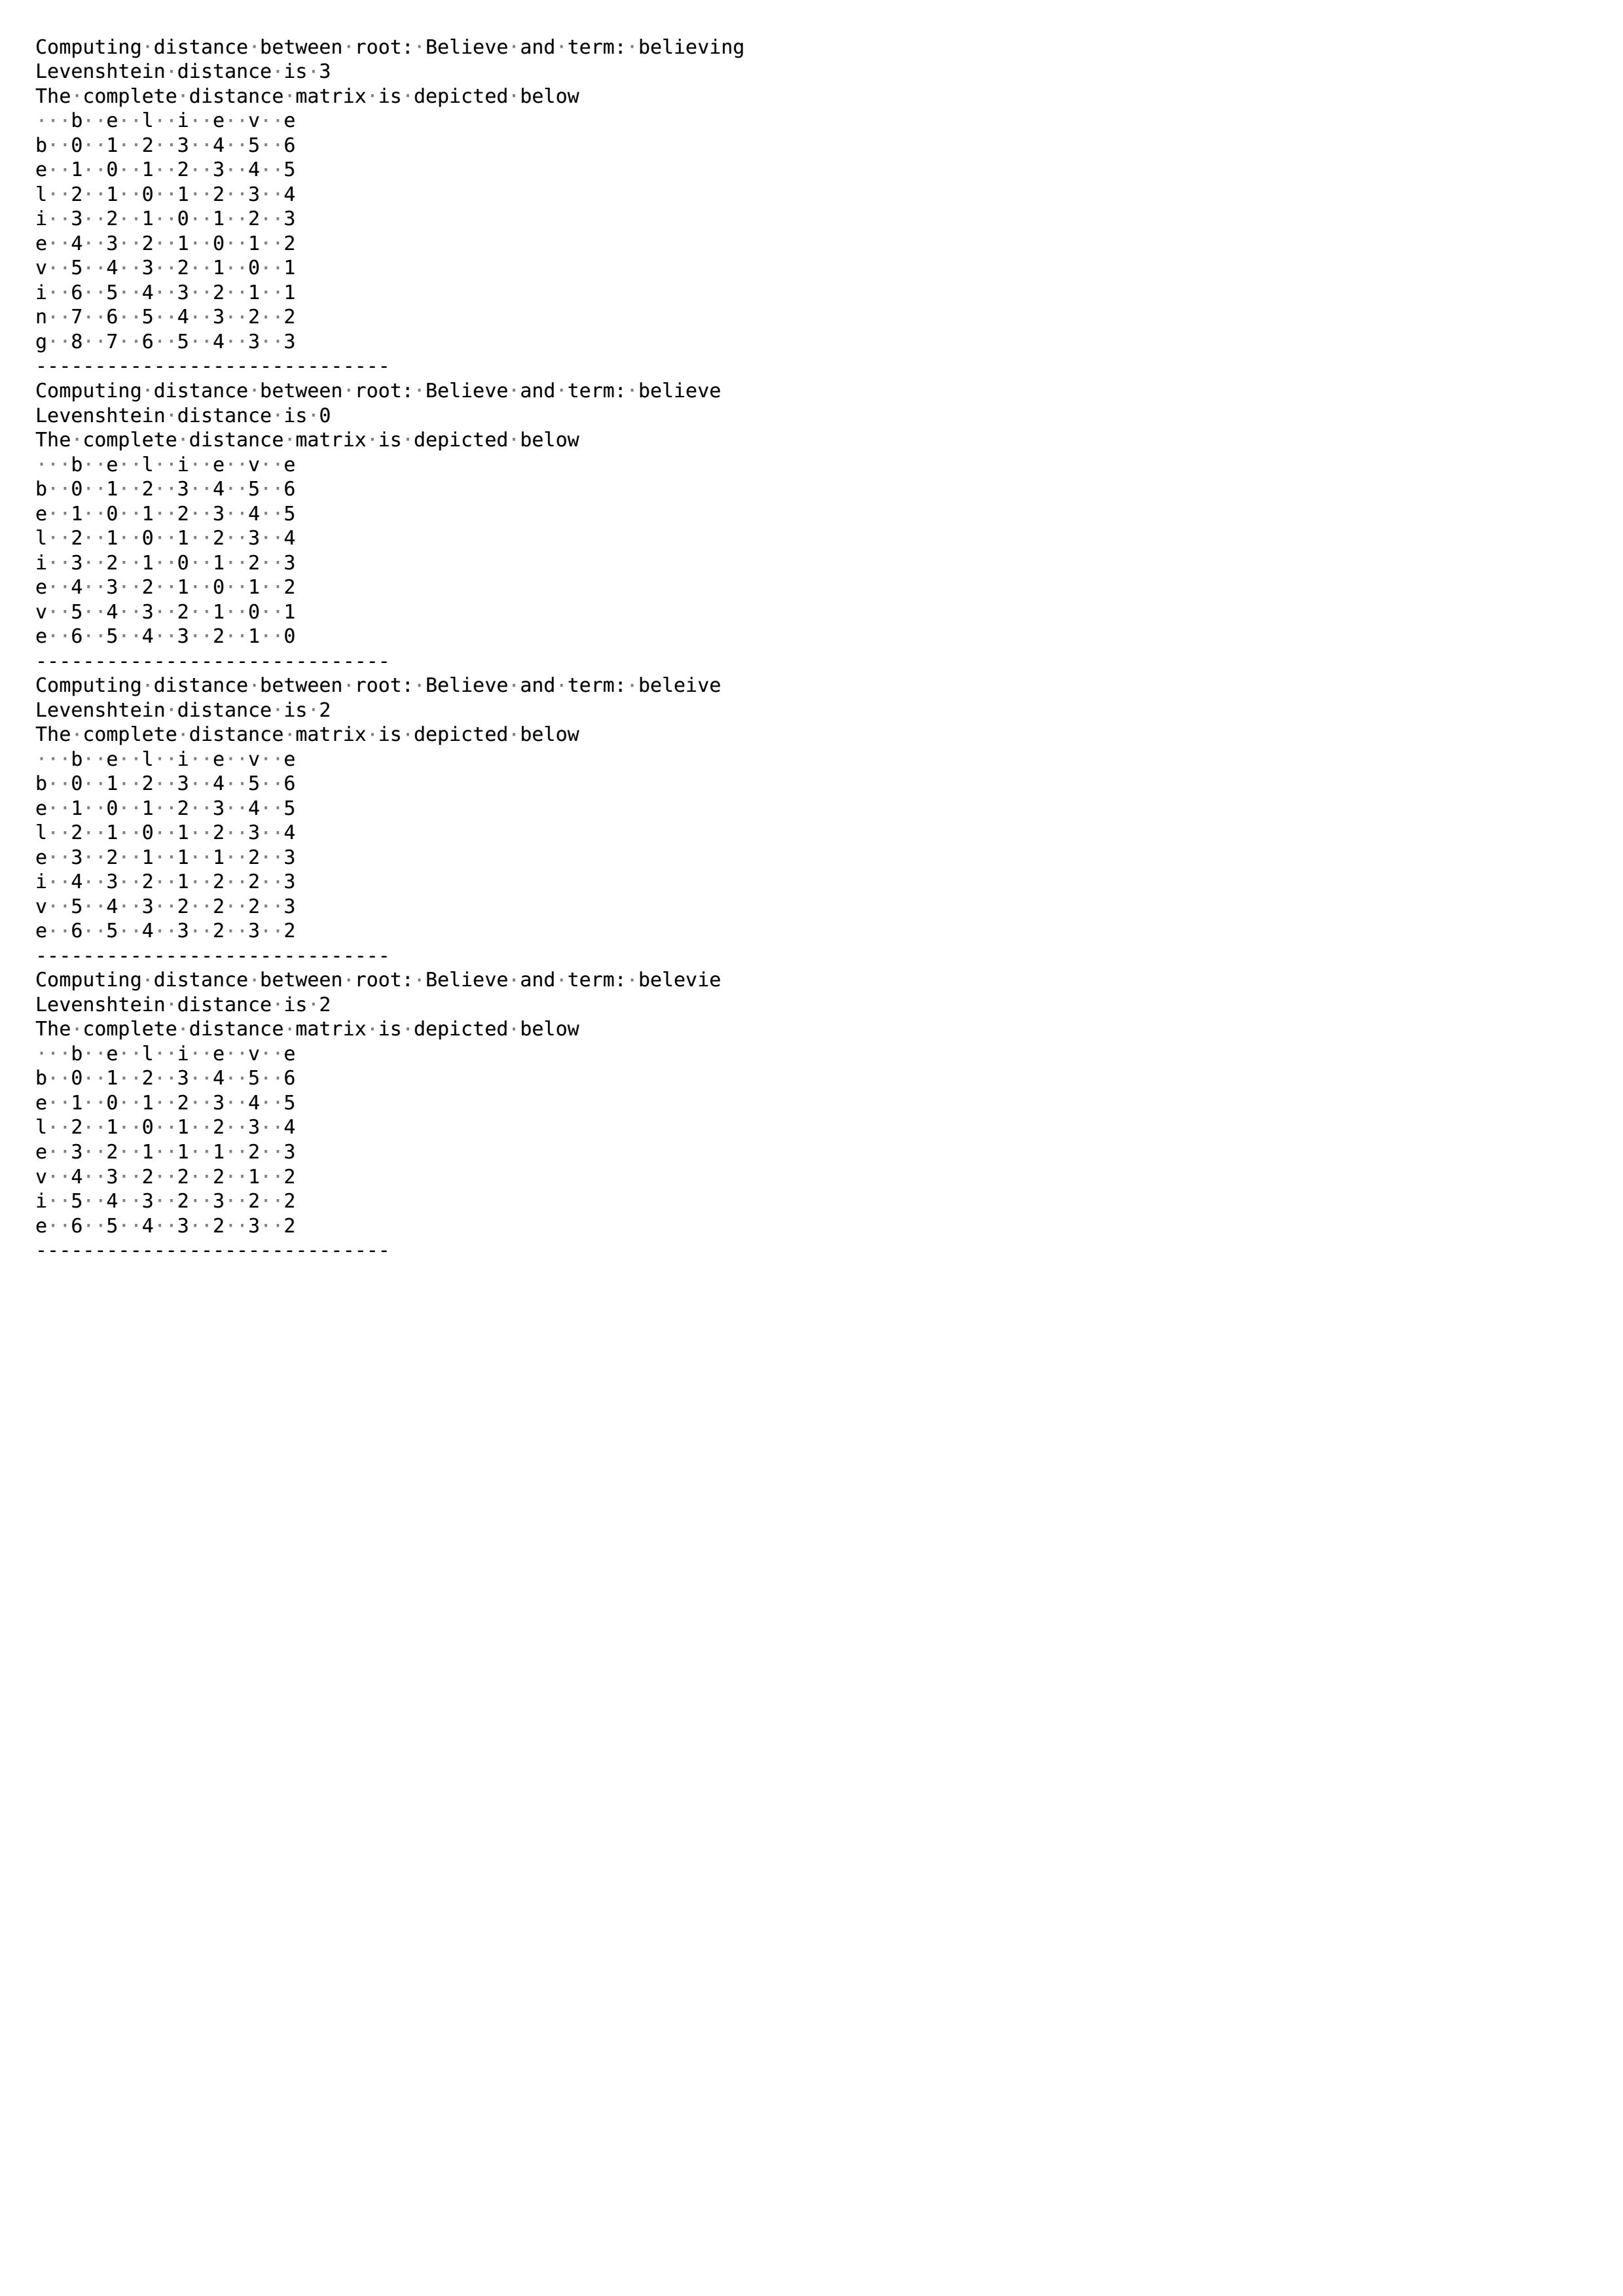 Computing·distance·between·root:·Believe·and·term:·believing
Levenshtein·distance·is·3
The·complete·distance·matrix·is·depicted·below
···b··e··l··i··e··v··e
b··0··1··2··3··4··5··6
e··1··0··1··2··3··4··5
l··2··1··0··1··2··3··4
i··3··2··1··0··1··2··3
e··4··3··2··1··0··1··2
v··5··4··3··2··1··0··1
i··6··5··4··3··2··1··1
n··7··6··5··4··3··2··2
g··8··7··6··5··4··3··3
------------------------------
Computing·distance·between·root:·Believe·and·term:·believe
Levenshtein·distance·is·0
The·complete·distance·matrix·is·depicted·below
···b··e··l··i··e··v··e
b··0··1··2··3··4··5··6
e··1··0··1··2··3··4··5
l··2··1··0··1··2··3··4
i··3··2··1··0··1··2··3
e··4··3··2··1··0··1··2
v··5··4··3··2··1··0··1
e··6··5··4··3··2··1··0
------------------------------
Computing·distance·between·root:·Believe·and·term:·beleive
Levenshtein·distance·is·2
The·complete·distance·matrix·is·depicted·below
···b··e··l··i··e··v··e
b··0··1··2··3··4··5··6
e··1··0··1··2··3··4··5
l··2··1··0··1··2··3··4
e··3··2··1··1··1··2··3
i··4··3··2··1··2··2··3
v··5··4··3··2··2··2··3
e··6··5··4··3··2··3··2
------------------------------
Computing·distance·between·root:·Believe·and·term:·belevie
Levenshtein·distance·is·2
The·complete·distance·matrix·is·depicted·below
···b··e··l··i··e··v··e
b··0··1··2··3··4··5··6
e··1··0··1··2··3··4··5
l··2··1··0··1··2··3··4
e··3··2··1··1··1··2··3
v··4··3··2··2··2··1··2
i··5··4··3··2··3··2··2
e··6··5··4··3··2··3··2
------------------------------